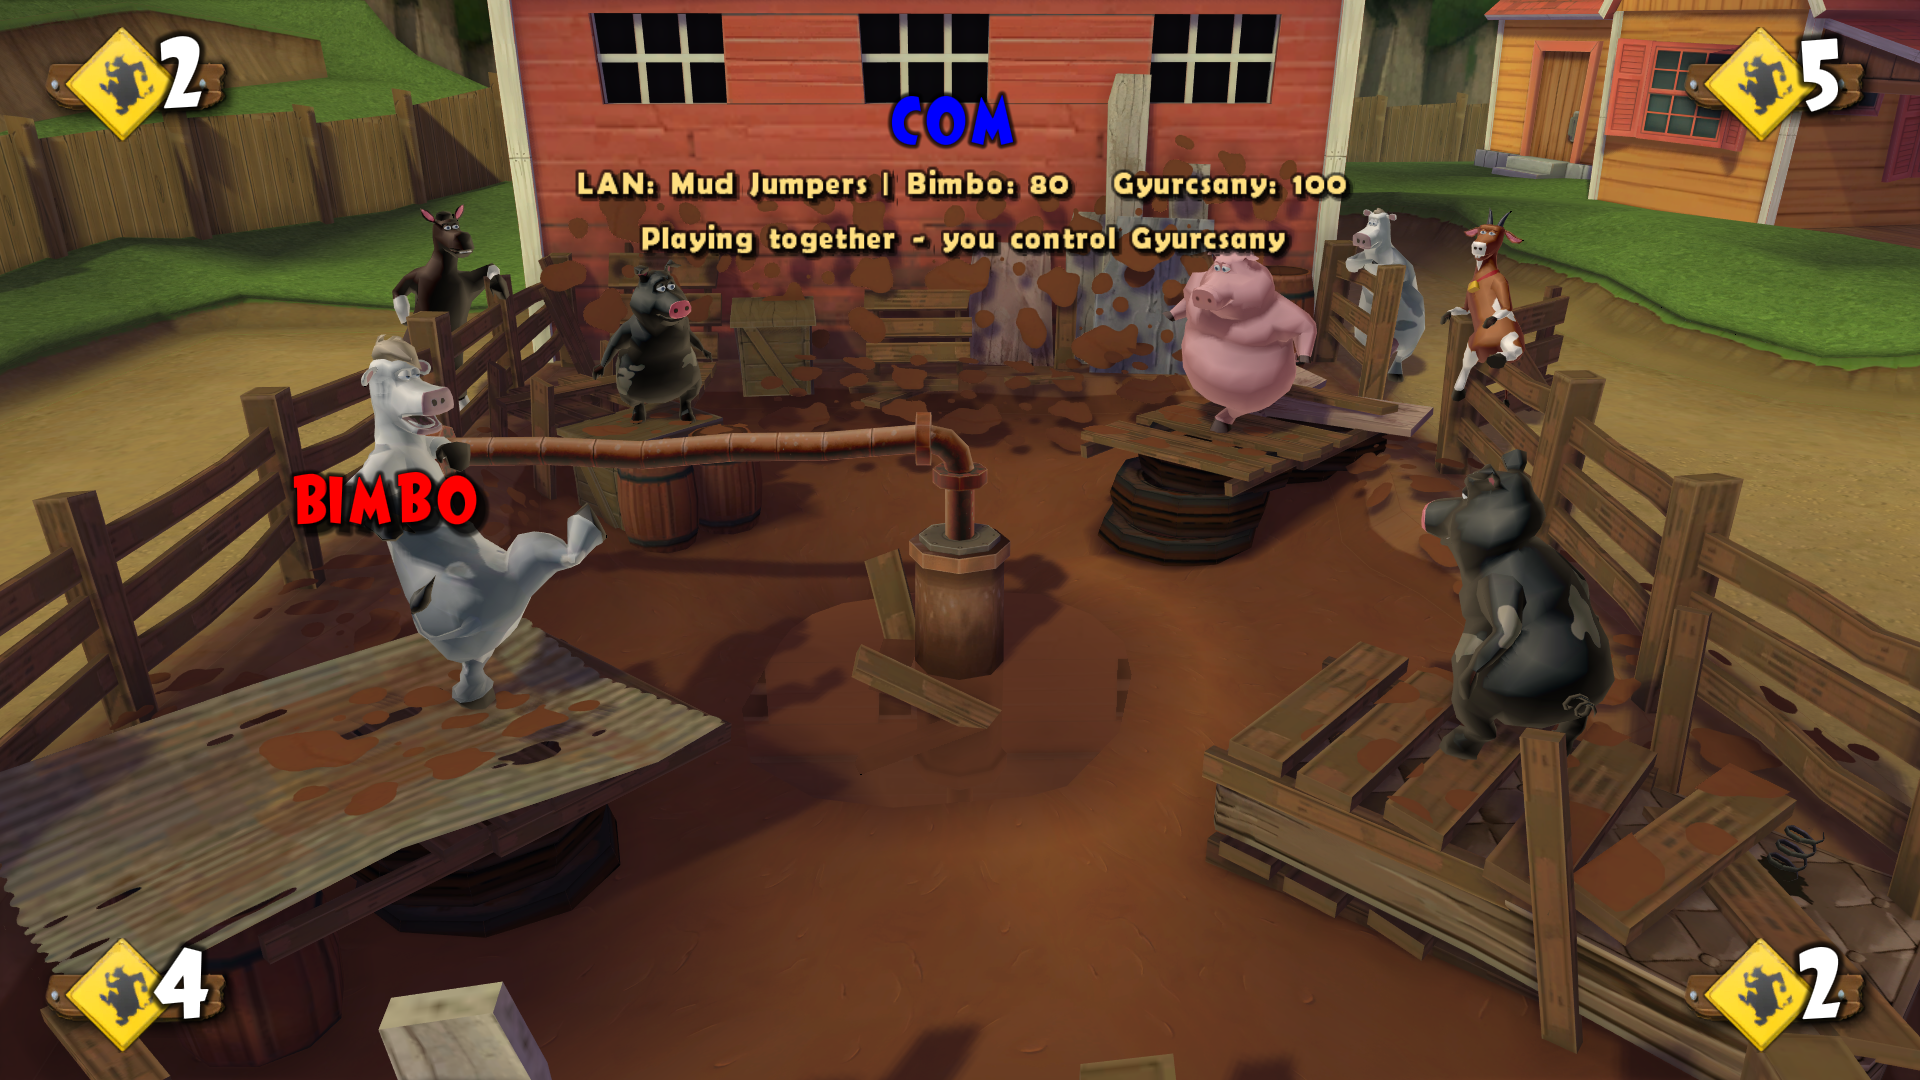 2
5
COM
LAN: Mud Jumpers | Bimbo: 80 Gyurcsany: 100
Playing together - you control Gyurcsany
BIMBO
4
2